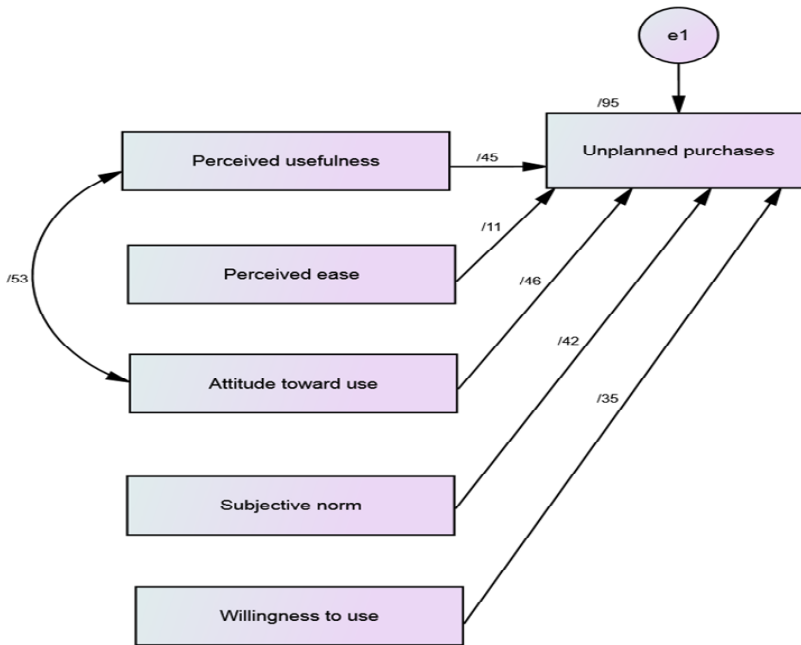 e1
/95
Unplanned purchases
Perceived usefulness
/45
/11
Perceived ease
/53
/46
Attitude toward use
/42
/35
Subjective norm
Willingness to use